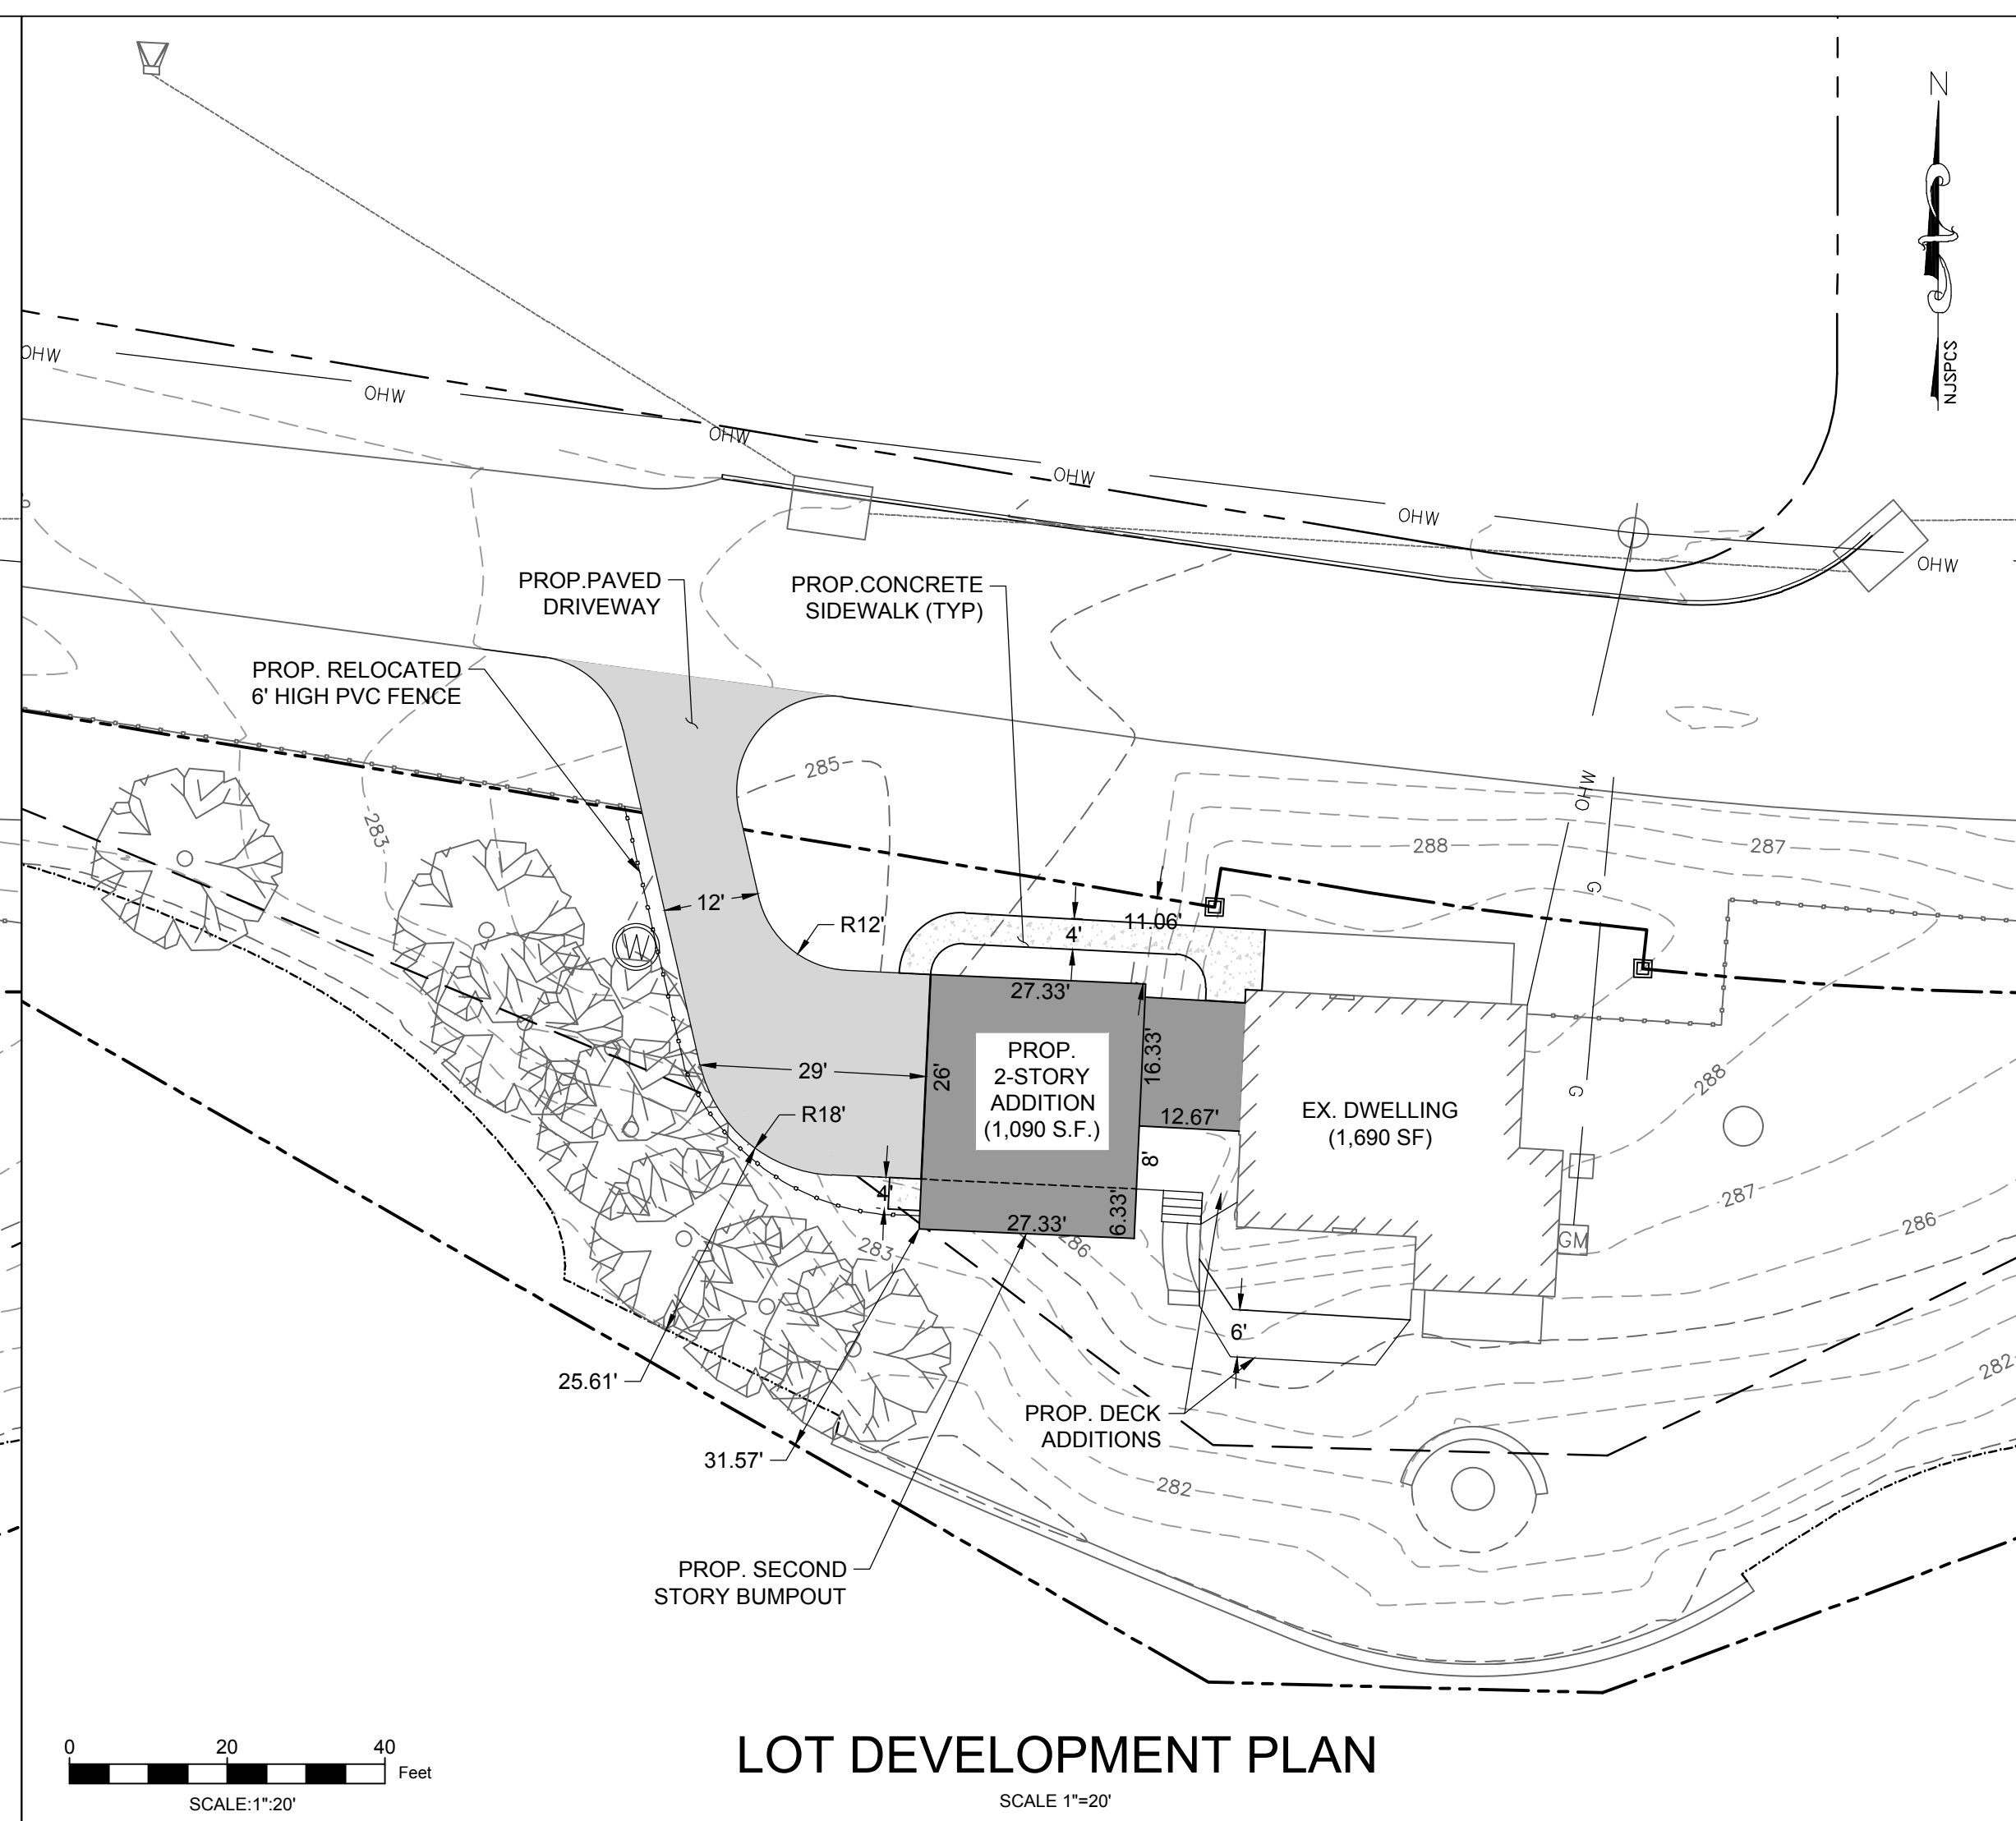 N
NJSPCS
OHW
OHW
OHW
OHW
OHW
OHW
PROP.PAVED
DRIVEWAY
PROP.CONCRETE
SIDEWALK (TYP)
PROP. RELOCATED
6' HIGH PVC FENCE
285
OHW
283
288
287
G
12'
R12'
11.06'
4'
W
27.33'
PROP.
2-STORY
ADDITION
(1,090 S.F.)
26'
16.33'
29'
R18'
12.67'
EX. DWELLING
(1,690 SF)
G
288
8'
4'
27.33'
6.33'
287
286
283
286
GM
6'
25.61'
282
PROP. DECK
ADDITIONS
31.57'
282
PROP. SECOND
STORY BUMPOUT
0 20 40
Feet
SCALE:1":20'
LOT DEVELOPMENT PLAN
SCALE 1"=20'